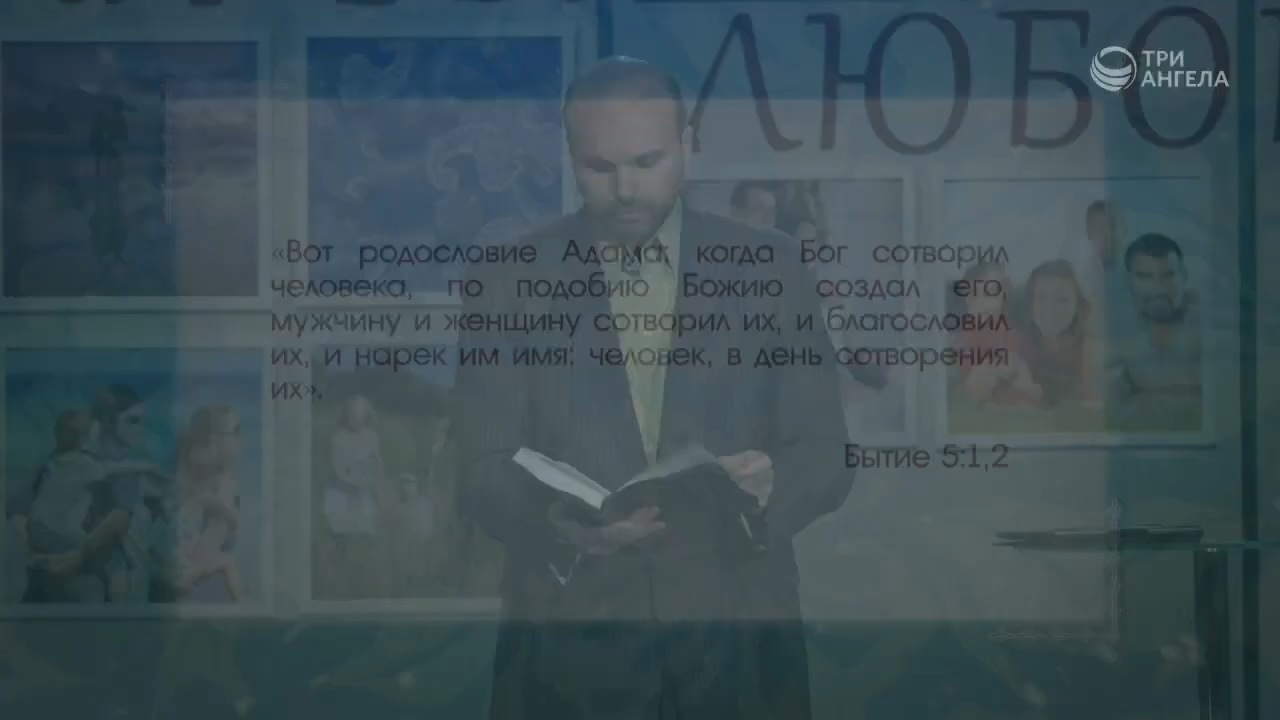 ЛЮБО
ТРИ
АНГЕЛА
«Вот родословие Адама: когда Бог сотворил
человека, по подобию Божию создал его,
мужчину и женщину сотворил их, и благословил
их, и нарек им имя: человек, в день сотворения
их».
Бытие 5:1,2